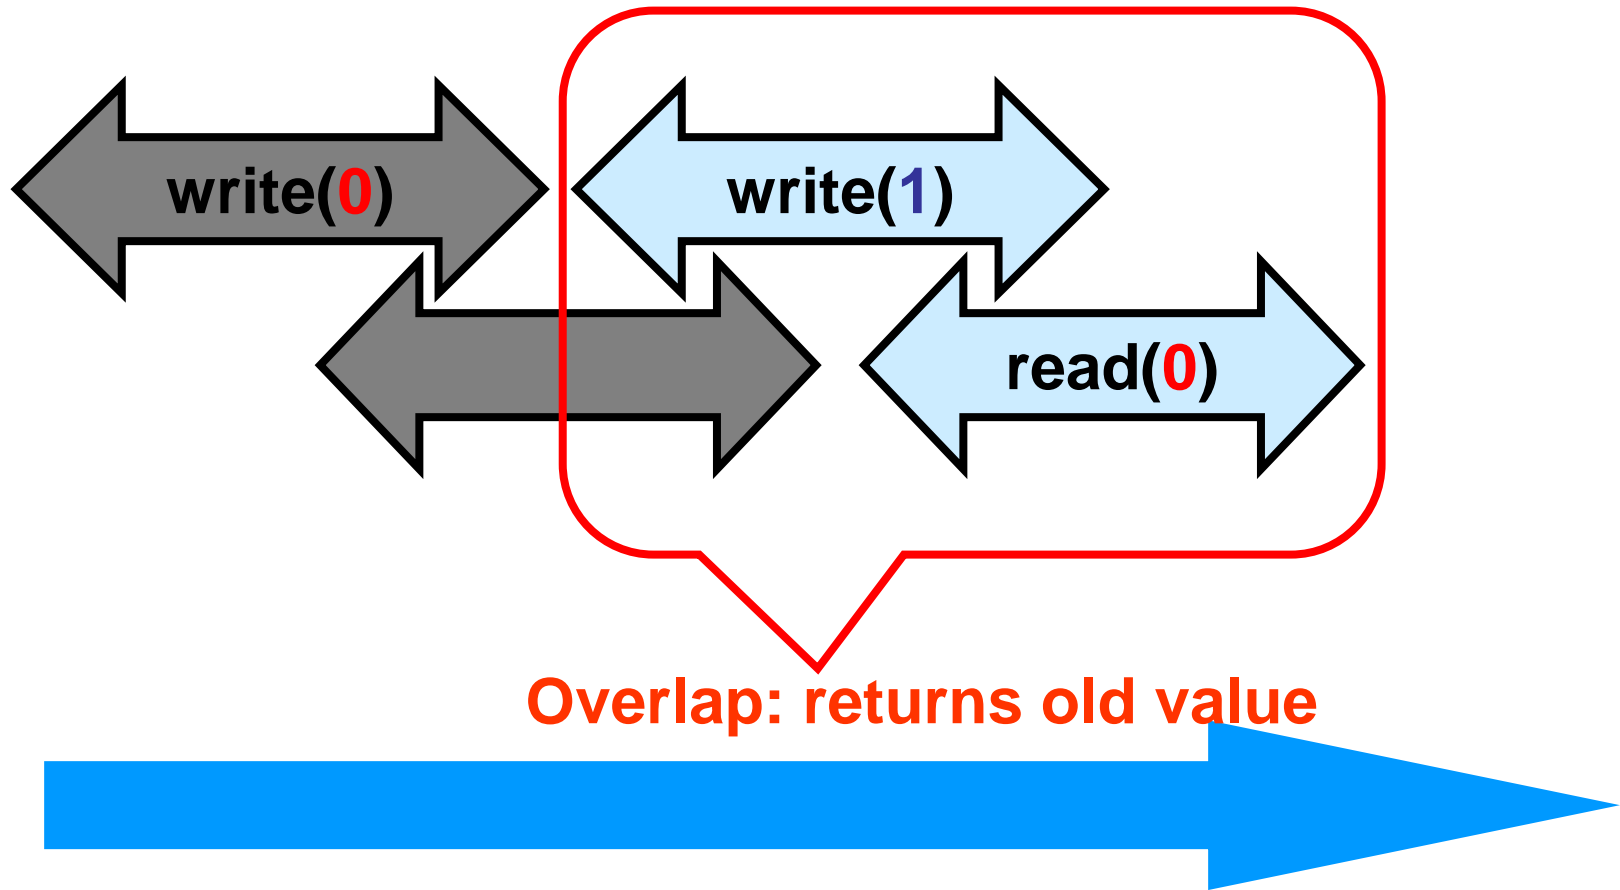 write(0)
write(1)
read(0)
Overlap: returns old value